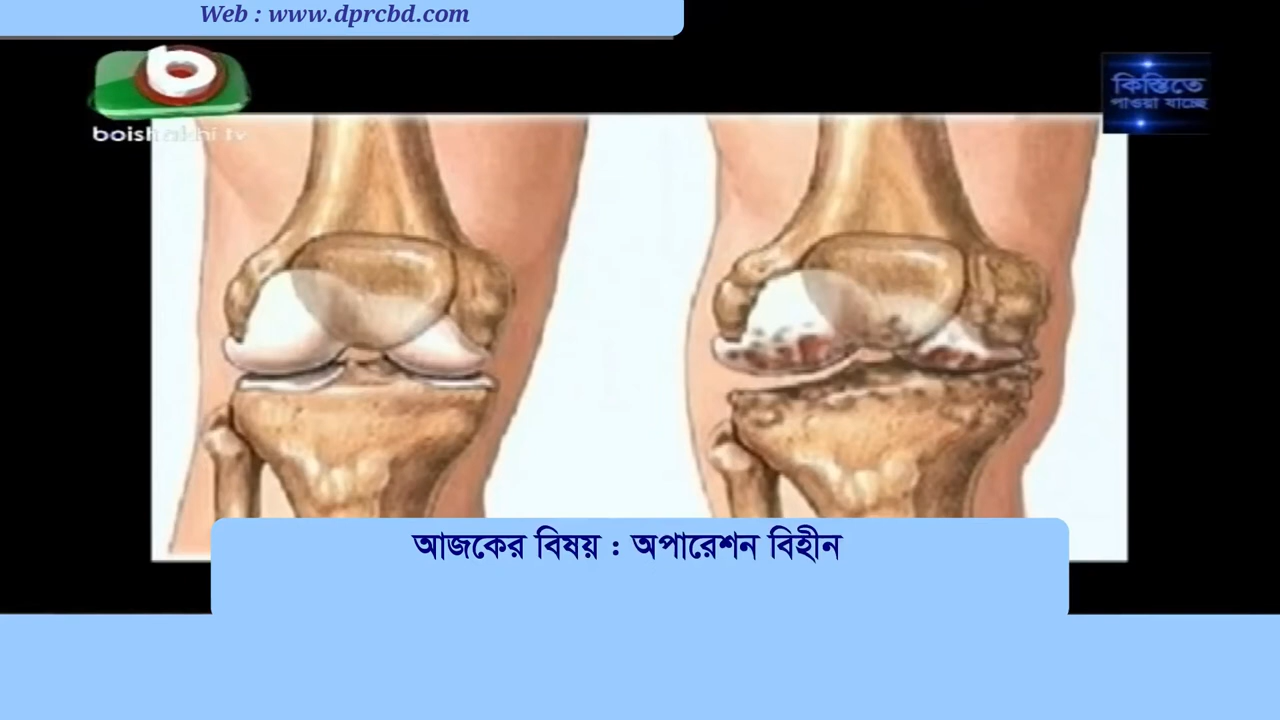 Web : www.dprcbd.com
boishakhi tv
কিস্তিতে
পাওয়া যাচ্ছে
আজকের বিষয় : অপারেশন বিহীন